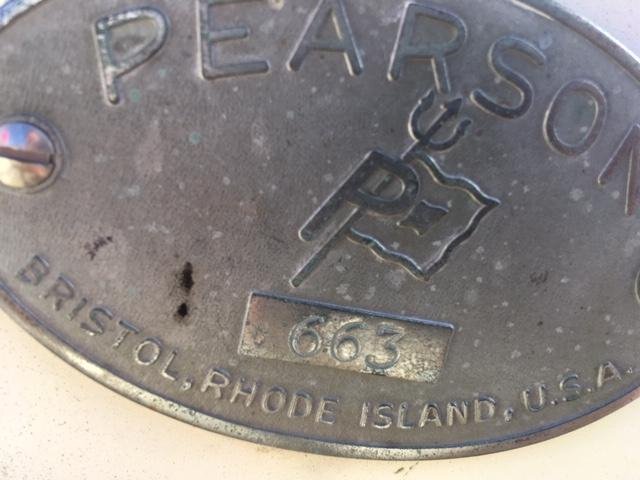 PEARSON
P
663
BRISTOL, RHODE ISLAND, U.S.A.